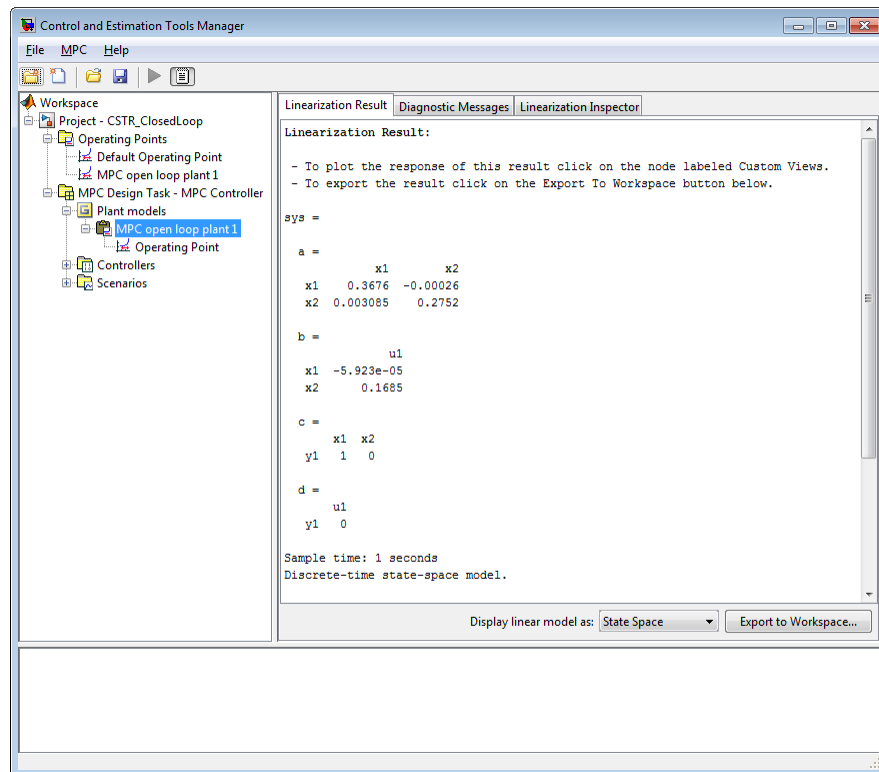 Control and Estimation Tools Manager
File MPC Help
Workspace
Project - CSTR_ClosedLoop
Operating Points
Default Operating Point
MPC open loop plant 1
MPC Design Task - MPC Controller
Plant models
MPC open loop plant 1
Operating Point
Controllers
Scenarios
Linearization Result Diagnostic Messages Linearization Inspector
Linearization Result:
- To plot the response of this result click on the node labeled Custom Views.
- To export the result click on the Export To Workspace button below.
sys =
a =
x1 x2
x1 0.3676 -0.00026
x2 0.003085 0.2752
b =
u1
x1 -5.923e-05
x2 0.1685
c =
x1 x2
y1 1 0
d =
u1
y1 0
Sample time: 1 seconds
Discrete-time state-space model.
Display linear model as: State Space Export to Workspace...